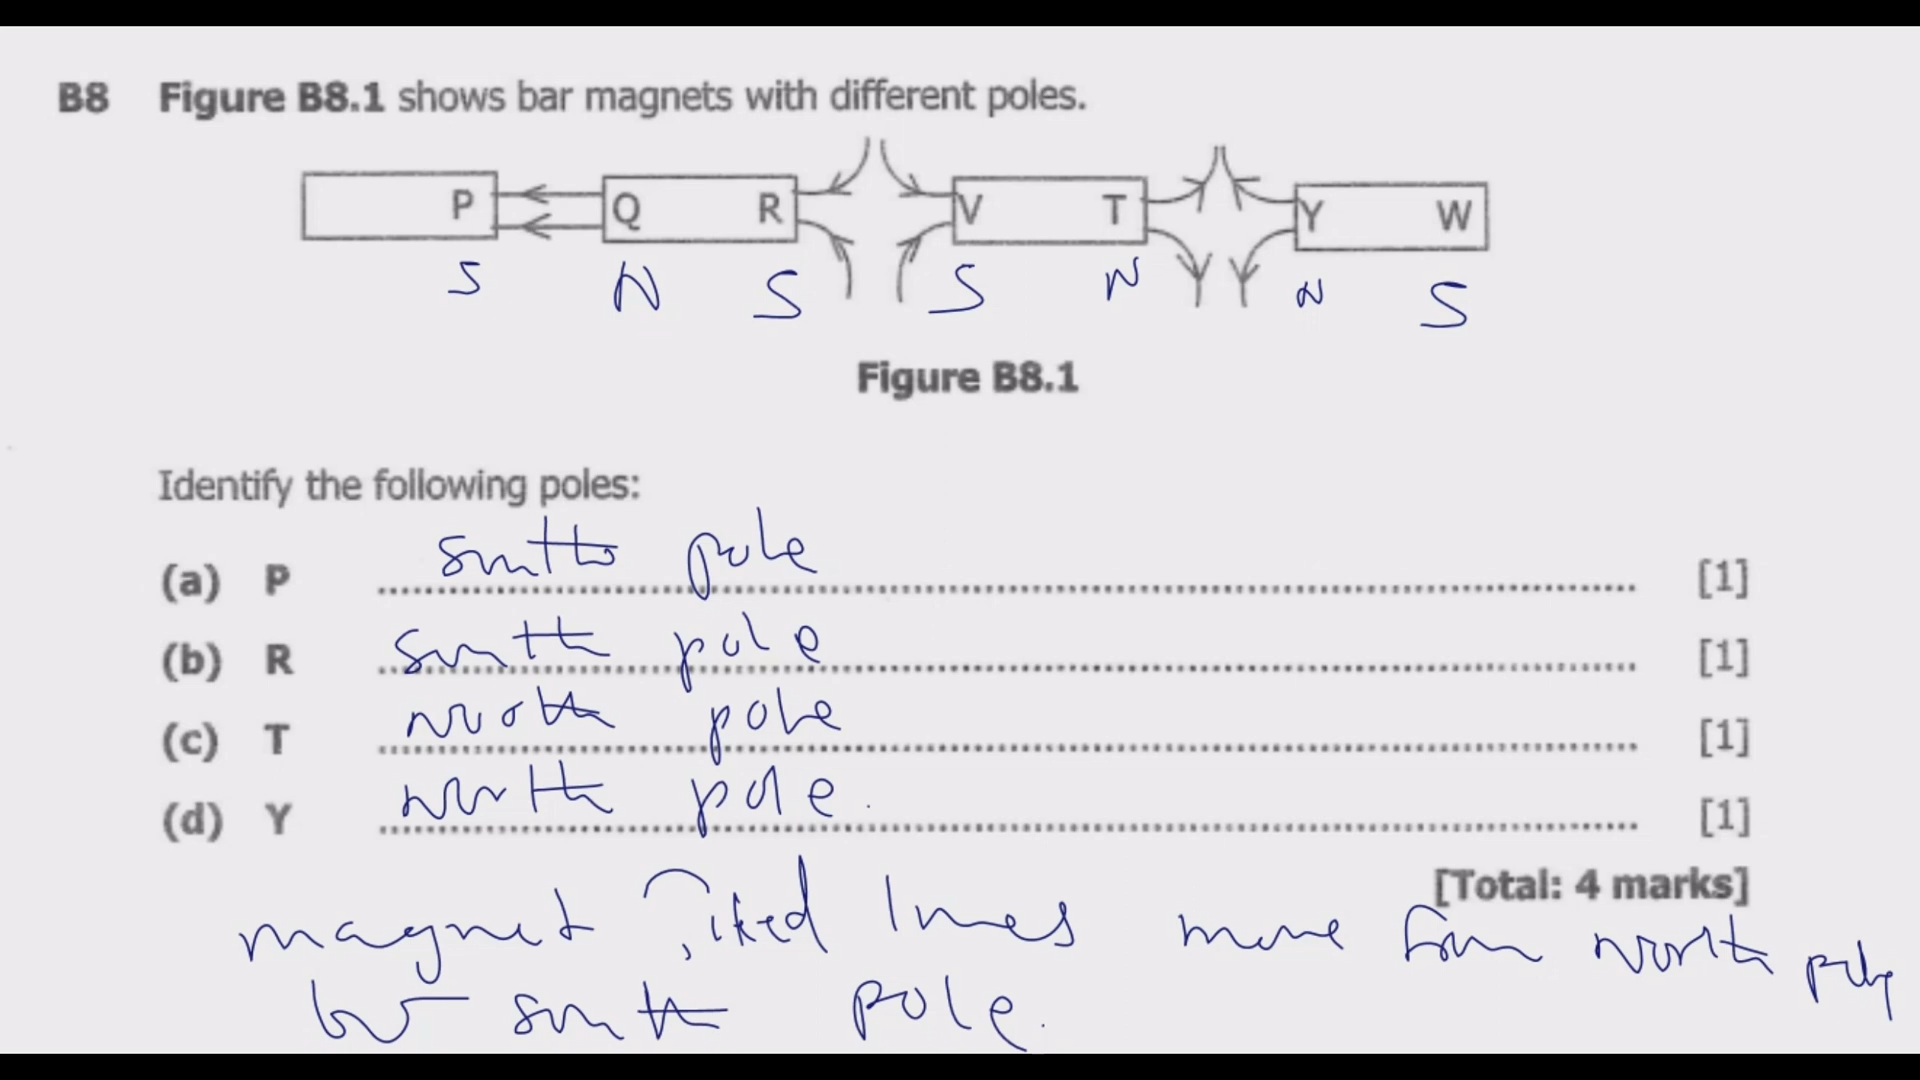 B8 Figure B8.1 shows bar magnets with different poles.
P Q R V T Y W
S N S S N N S
Figure B8.1
Identify the following poles:
(a) P south pole [1]
(b) R south pole [1]
(c) T north pole [1]
(d) Y north pole. [1]
[Total: 4 marks]
magnet lines move from north pole
south pole.